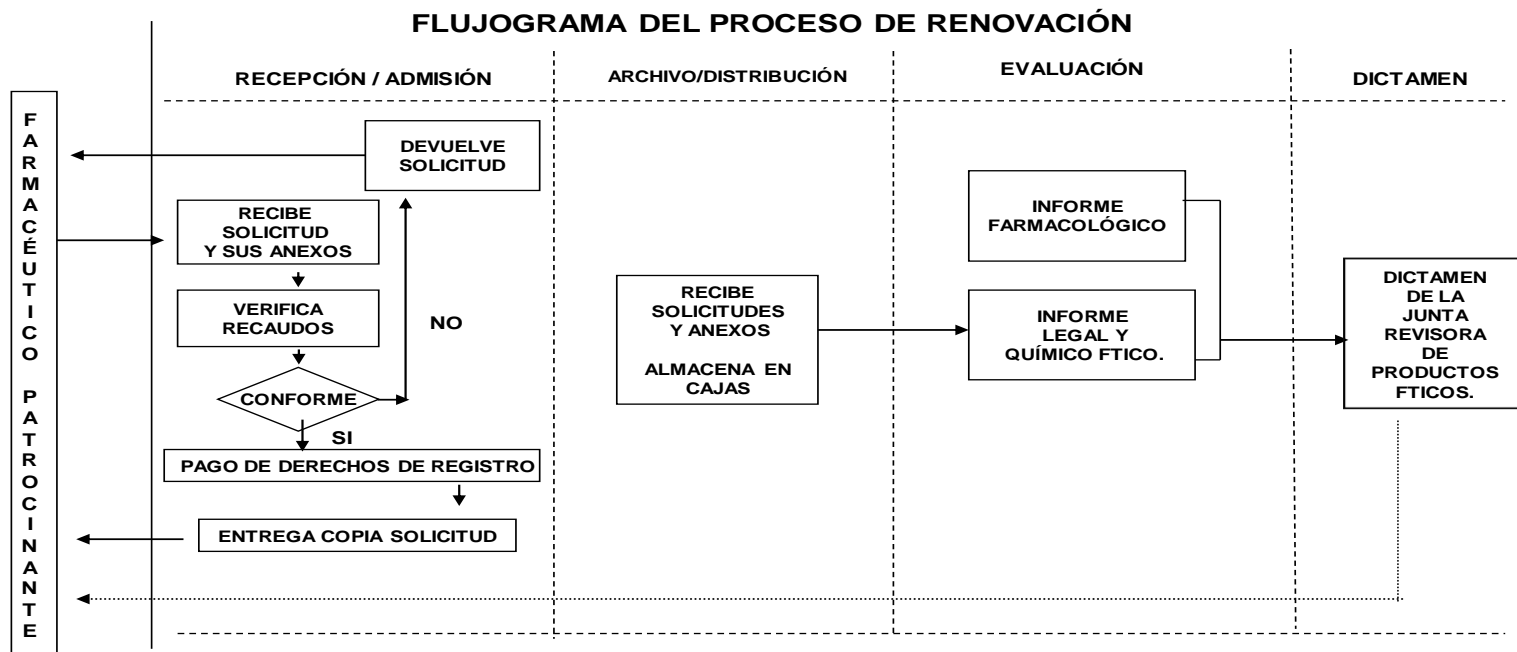 FLUJOGRAMA DEL PROCESO DE RENOVACIÓN
RECEPCIÓN / ADMISIÓN
ARCHIVO/DISTRIBUCIÓN
EVALUACIÓN
DICTAMEN
FARMACÉUTICO PATROCINANTE
DEVUELVE
SOLICITUD
RECIBE
SOLICITUD
Y SUS ANEXOS
VERIFICA
RECAUDOS
NO
CONFORME
SI
PAGO DE DERECHOS DE REGISTRO
ENTREGA COPIA SOLICITUD
RECIBE
SOLICITUDES
Y ANEXOS
ALMACENA EN
CAJAS
INFORME
FARMACOLÓGICO
INFORME
LEGAL Y
QUÍMICO FTICO.
DICTAMEN
DE LA
JUNTA
REVISORA
DE
PRODUCTOS
FTICOS.